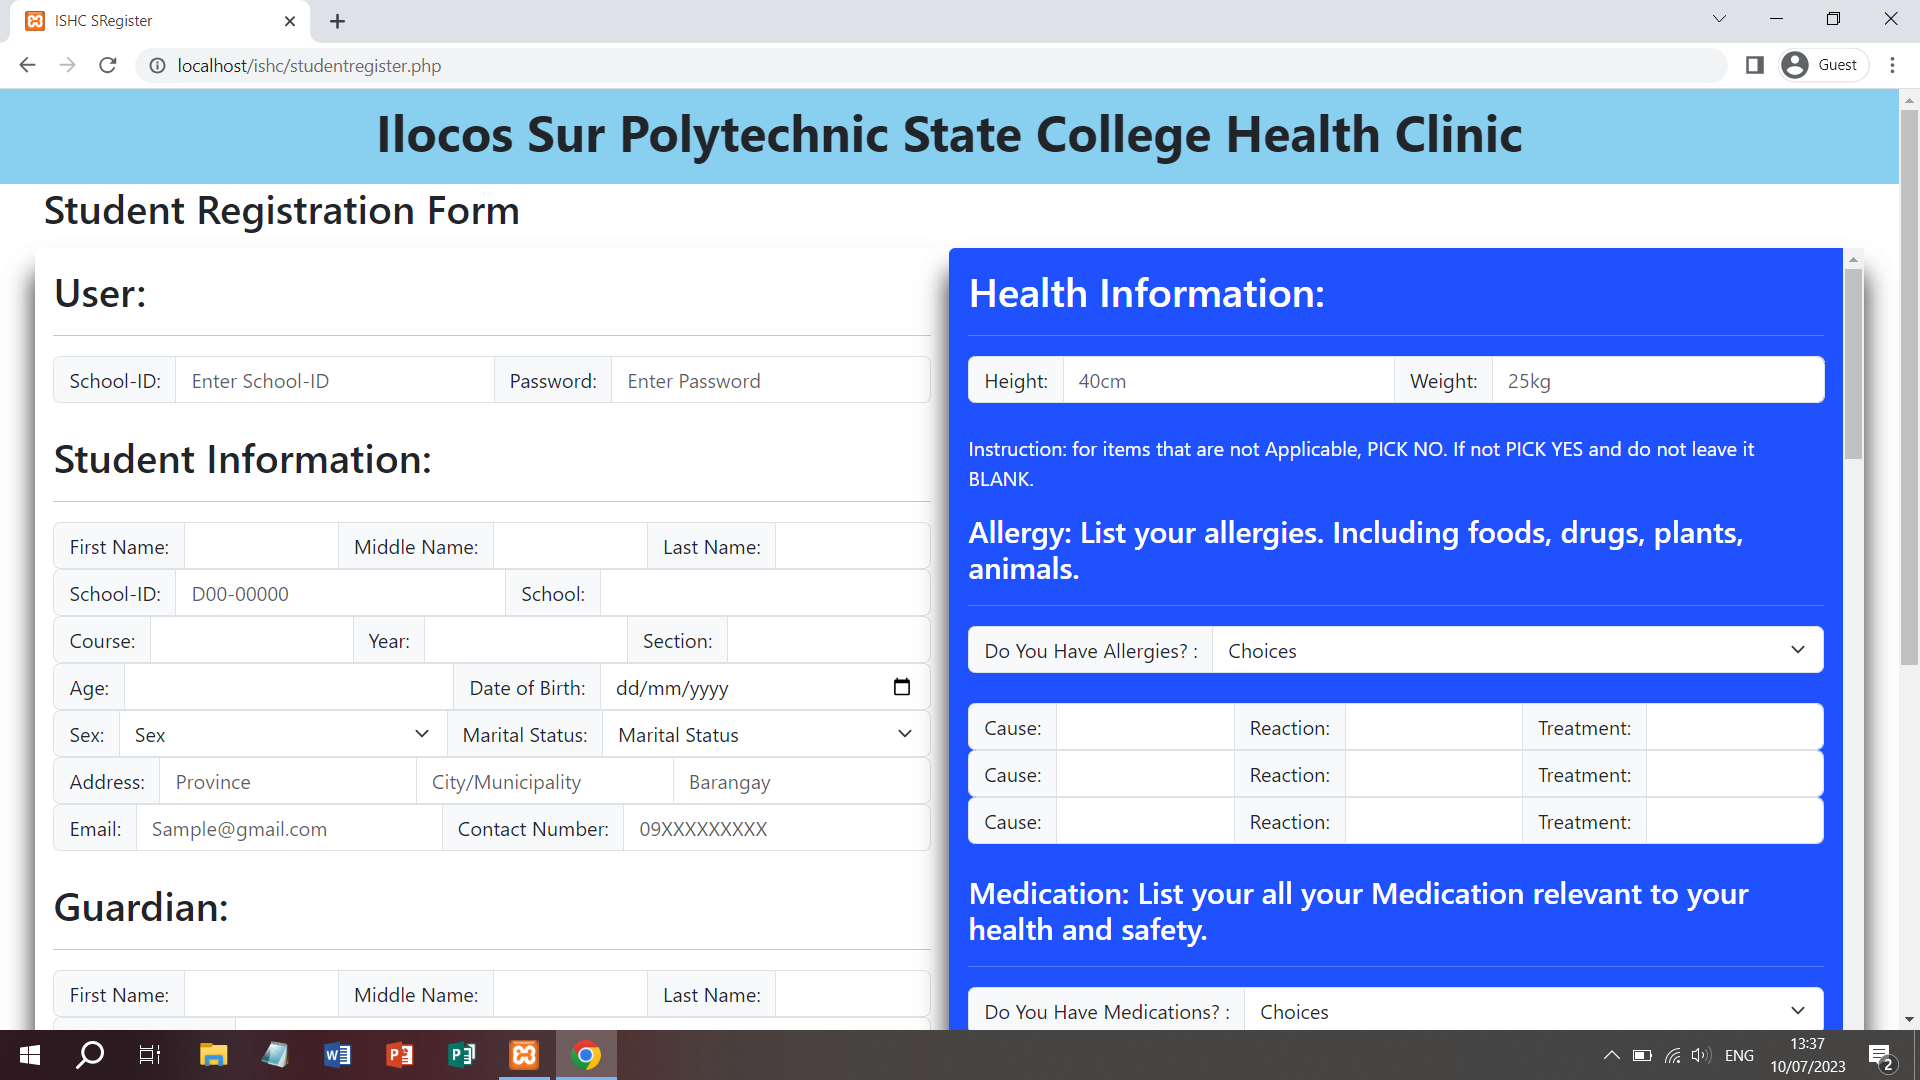 ISHC SRegister
localhost/ishc/studentregister.php
Guest
Ilocos Sur Polytechnic State College Health Clinic
Student Registration Form
User:
School-ID: Enter School-ID Password: Enter Password
Student Information:
First Name: Middle Name: Last Name:
School-ID: D00-00000 School:
Course: Year: Section:
Age: Date of Birth: dd/mm/yyyy
Sex: Sex Marital Status: Marital Status
Address: Province City/Municipality Barangay
Email: Sample@gmail.com Contact Number: 09XXXXXXXXX
Guardian:
First Name: Middle Name: Last Name:
Health Information:
Height: 40cm Weight: 25kg
Instruction: for items that are not Applicable, PICK NO. If not PICK YES and do not leave it
BLANK.
Allergy: List your allergies. Including foods, drugs, plants,
animals.
Do You Have Allergies? : Choices
Cause: Reaction: Treatment:
Cause: Reaction: Treatment:
Cause: Reaction: Treatment:
Medication: List your all your Medication relevant to your
health and safety.
Do You Have Medications? : Choices
ENG
13:37
10/07/2023
2